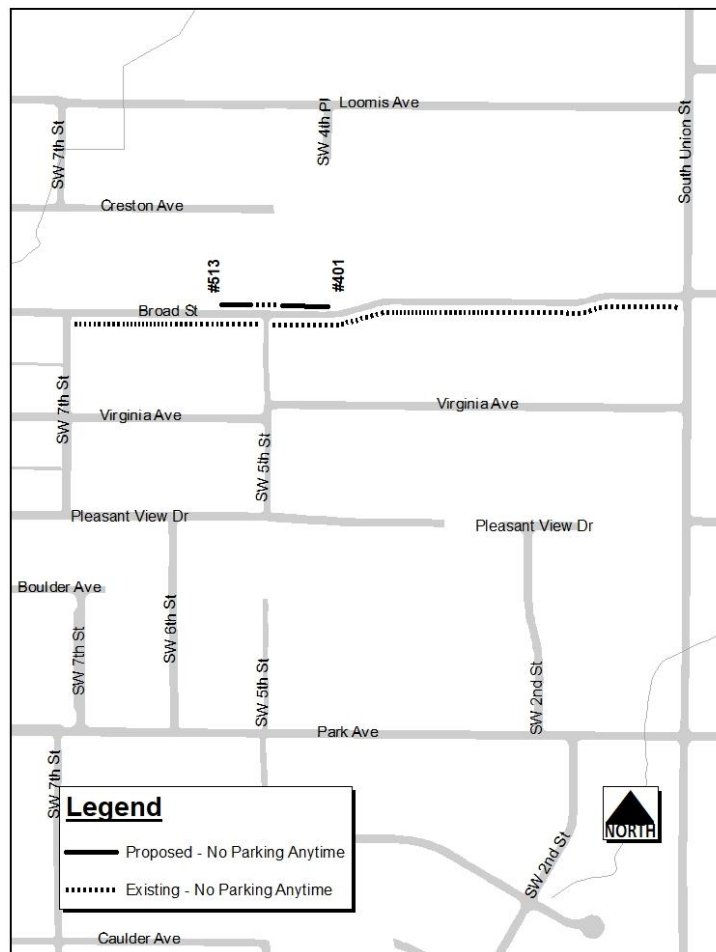 Loomis Ave
SW 4th Pl
SW 7th St
South Union St
Creston Ave
#513
#401
Broad St
SW 7th St
Virginia Ave
Virginia Ave
SW 5th St
Pleasant View Dr
Pleasant View Dr
Boulder Ave
SW 7th St
SW 6th St
SW 5th St
SW 2nd St
Park Ave
SW 7th St
Legend
Proposed - No Parking Anytime
Existing - No Parking Anytime
NORTH
SW 2nd St
Caulder Ave